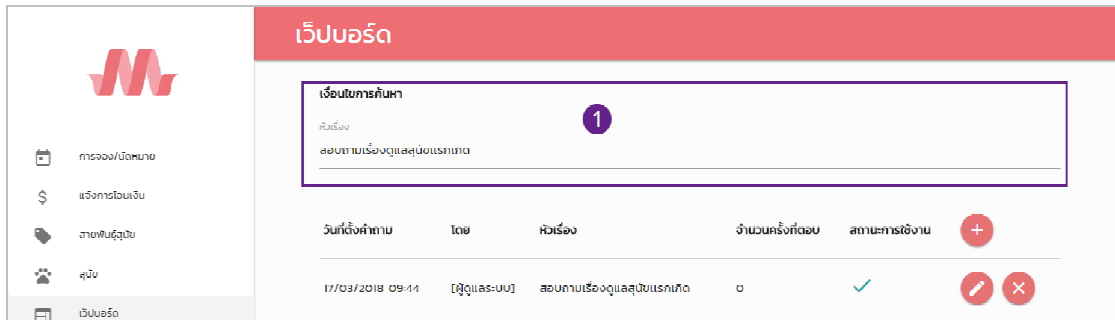 เว็ปบอร์ด
เงื่อนไขการค้นหา
1
หัวเรื่อง
สอบถามเรื่องดูแลสุนัขแรกเกิด
การจอง/นัดหมาย
แจ้งการโอนเงิน
สายพันธุ์สุนัข
สุนัข
เว็ปบอร์ด
วันที่ตั้งคำถาม โดย หัวเรื่อง จำนวนครั้งที่ตอบ สถานะการใช้งาน
17/03/2018 09:44 [ผู้ดูแลระบบ] สอบถามเรื่องดูแลสุนัขแรกเกิด 0